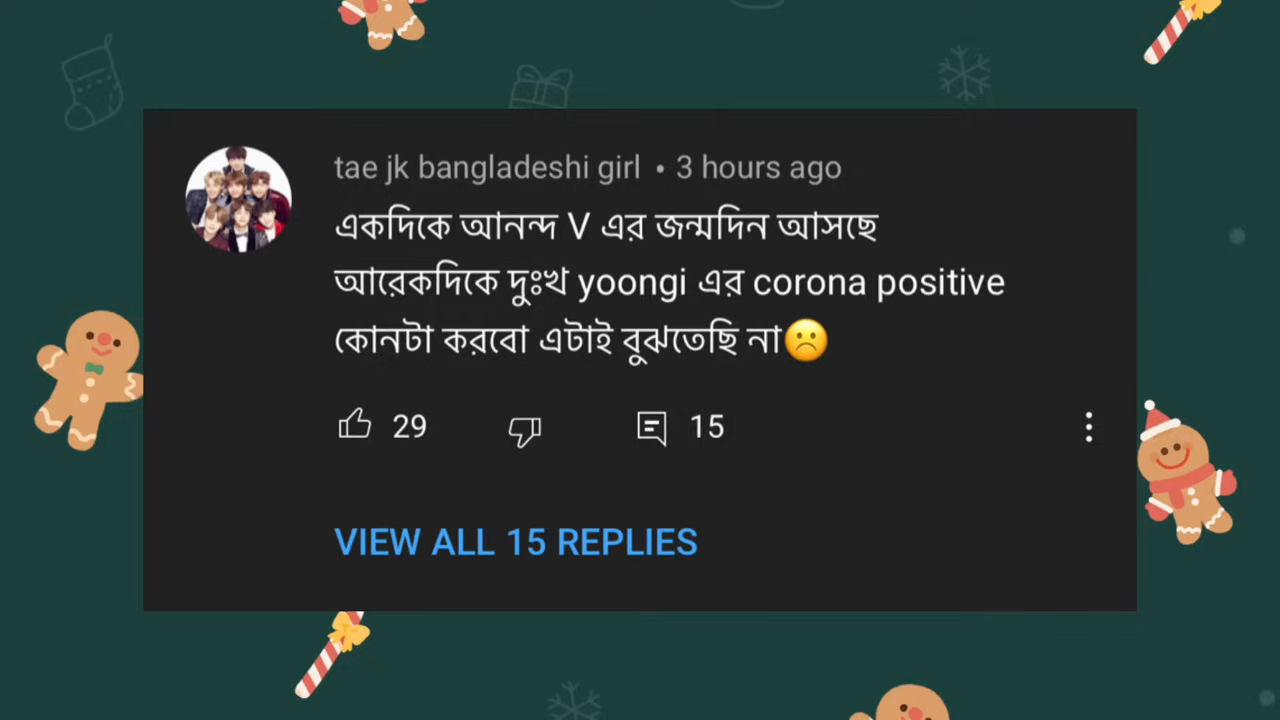 tae jk bangladeshi girl • 3 hours ago
একদিকে আনন্দ V এর জন্মদিন আসছে
আরেকদিকে দুঃখ yoongi এর corona positive
কোনটা করবো এটাই বুঝতেছি না☹️
29 15
VIEW ALL 15 REPLIES